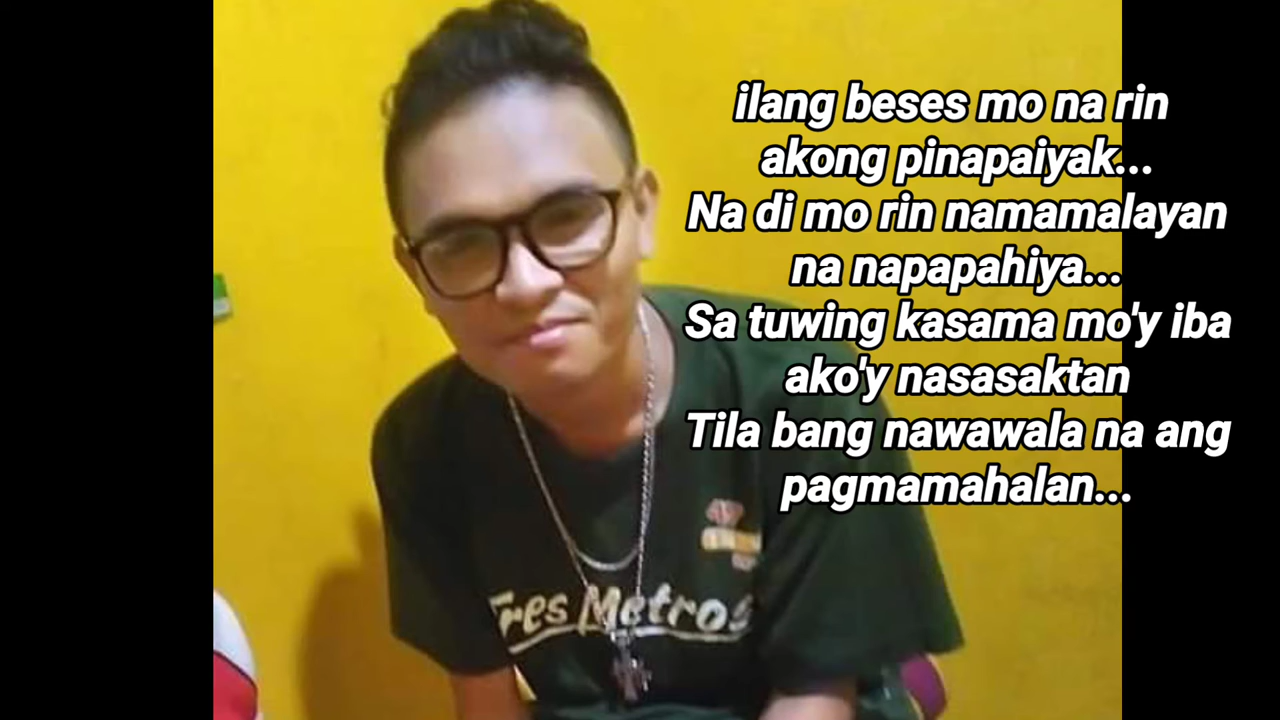 ilang beses mo na rin
akong pinapaiyak...
Na di mo rin namamalayan
na napapahiya...
Sa tuwing kasama mo'y iba
ako'y nasasaktan
Tila bang nawawala na ang
pagmamahalan...
Tres Metros